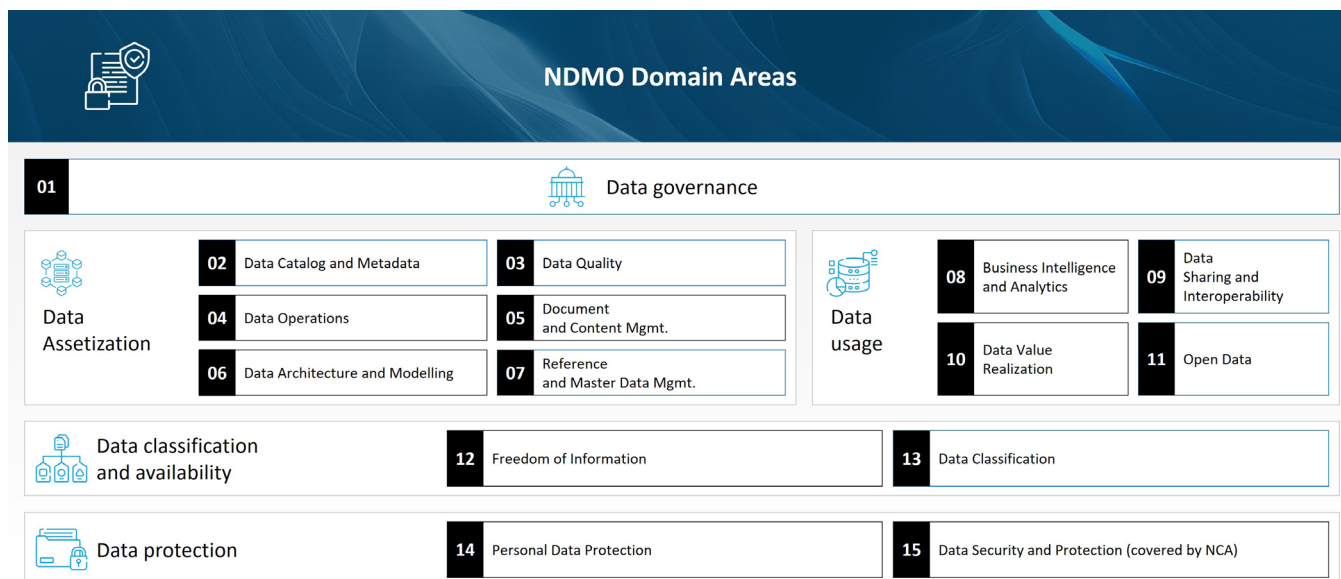 NDMO Domain Areas
01
Data governance
Data
Assetization
02
Data Catalog and Metadata
03
Data Quality
04
Data Operations
05
Document
and Content Mgmt.
06
Data Architecture and Modelling
07
Reference
and Master Data Mgmt.
Data
usage
08
Business Intelligence
and Analytics
09
Data
Sharing and
Interoperability
10
Data Value
Realization
11
Open Data
Data classification
and availability
12
Freedom of Information
13
Data Classification
Data protection
14
Personal Data Protection
15
Data Security and Protection (covered by NCA)